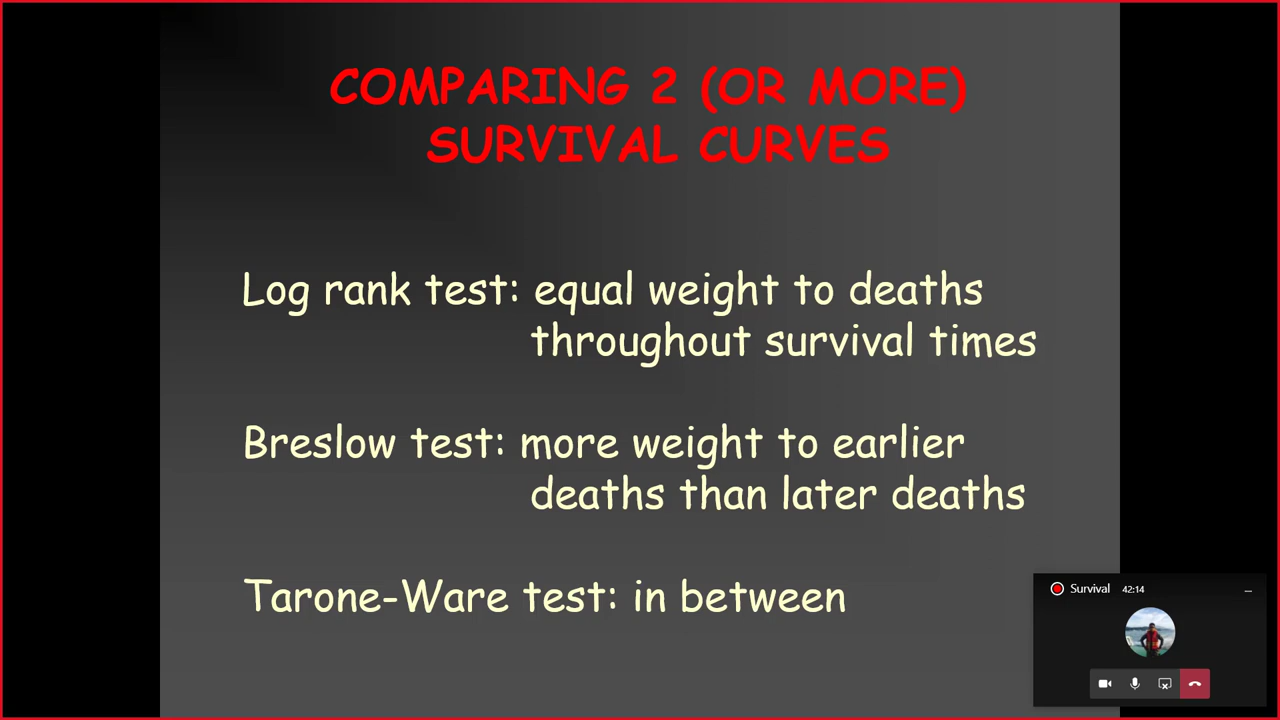 COMPARING 2 (OR MORE)
SURVIVAL CURVES
Log rank test: equal weight to deaths
throughout survival times
Breslow test: more weight to earlier
deaths than later deaths
Tarone-Ware test: in between
Survival 42:14